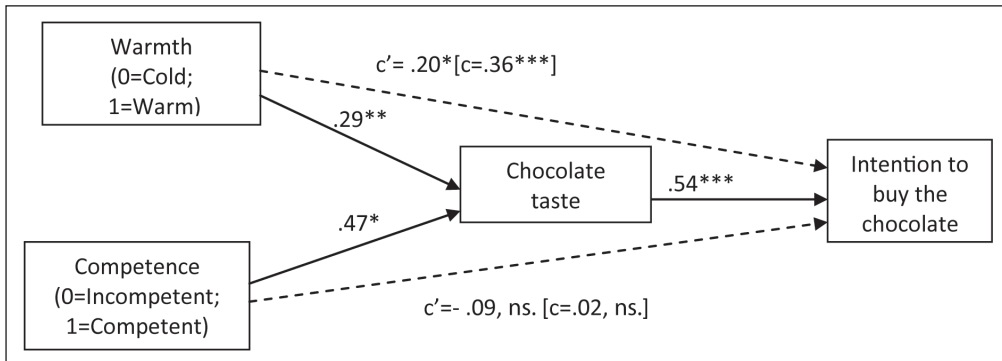 Warmth
(0=Cold;
1=Warm)
c'= .20*[c=.36***]
.29**
Chocolate
taste
.54***
Intention to
buy the
chocolate
.47*
Competence
(0=Incompetent;
1=Competent)
c'=- .09, ns. [c=.02, ns.]